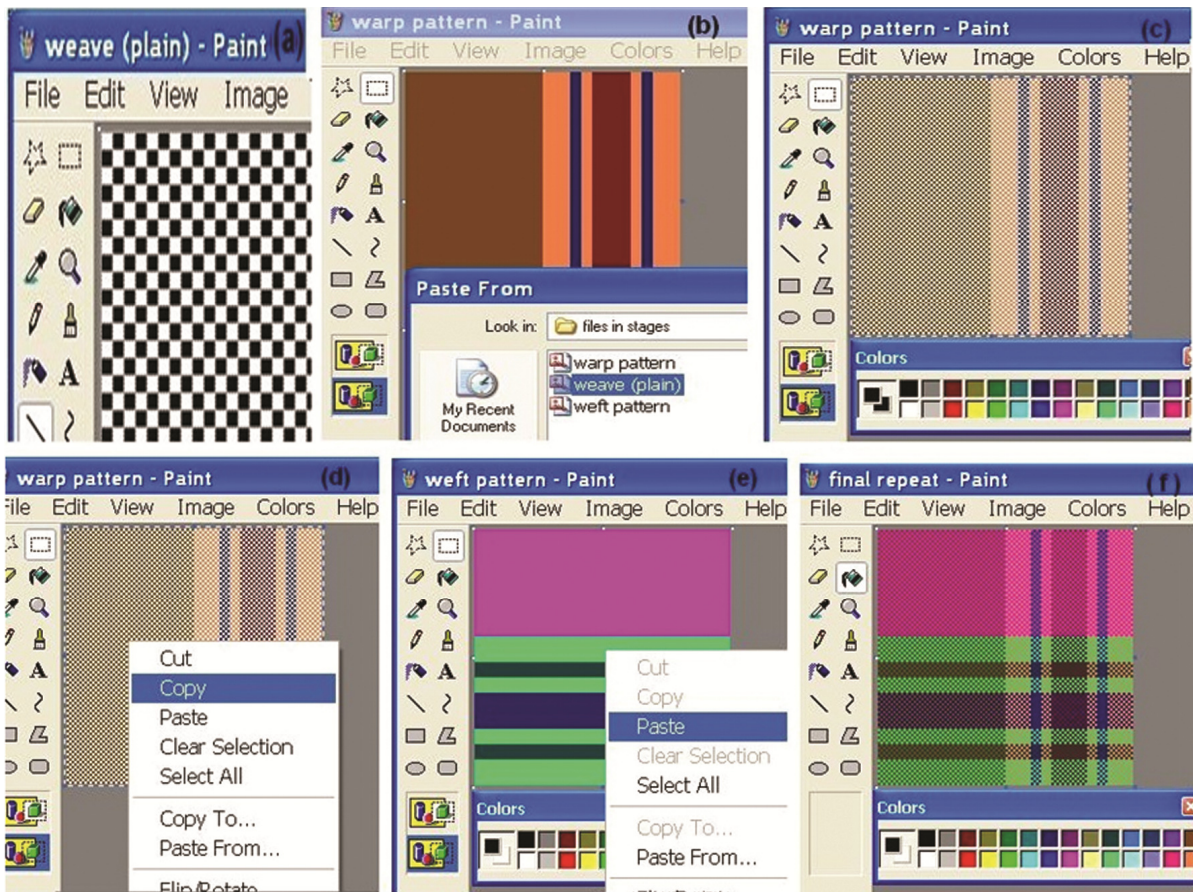 weave (plain) - Paint (a)
File Edit View Image
warp pattern - Paint (b)
File Edit View Image Colors Help
Paste From
Look in: files in stages
My Recent
Documents
warp pattern
weave (plain)
weft pattern
warp pattern - Paint (c)
File Edit View Image Colors Help
Colors
warp pattern - Paint (d)
File Edit View Image Colors Help
Cut
Copy
Paste
Clear Selection
Select All
Copy To...
Paste From...
Flip/Rotate
weft pattern - Paint (e)
File Edit View Image Colors Help
Cut
Copy
Paste
Clear Selection
Select All
Copy To...
Paste From...
Colors
final repeat - Paint (f)
File Edit View Image Colors Help
Colors